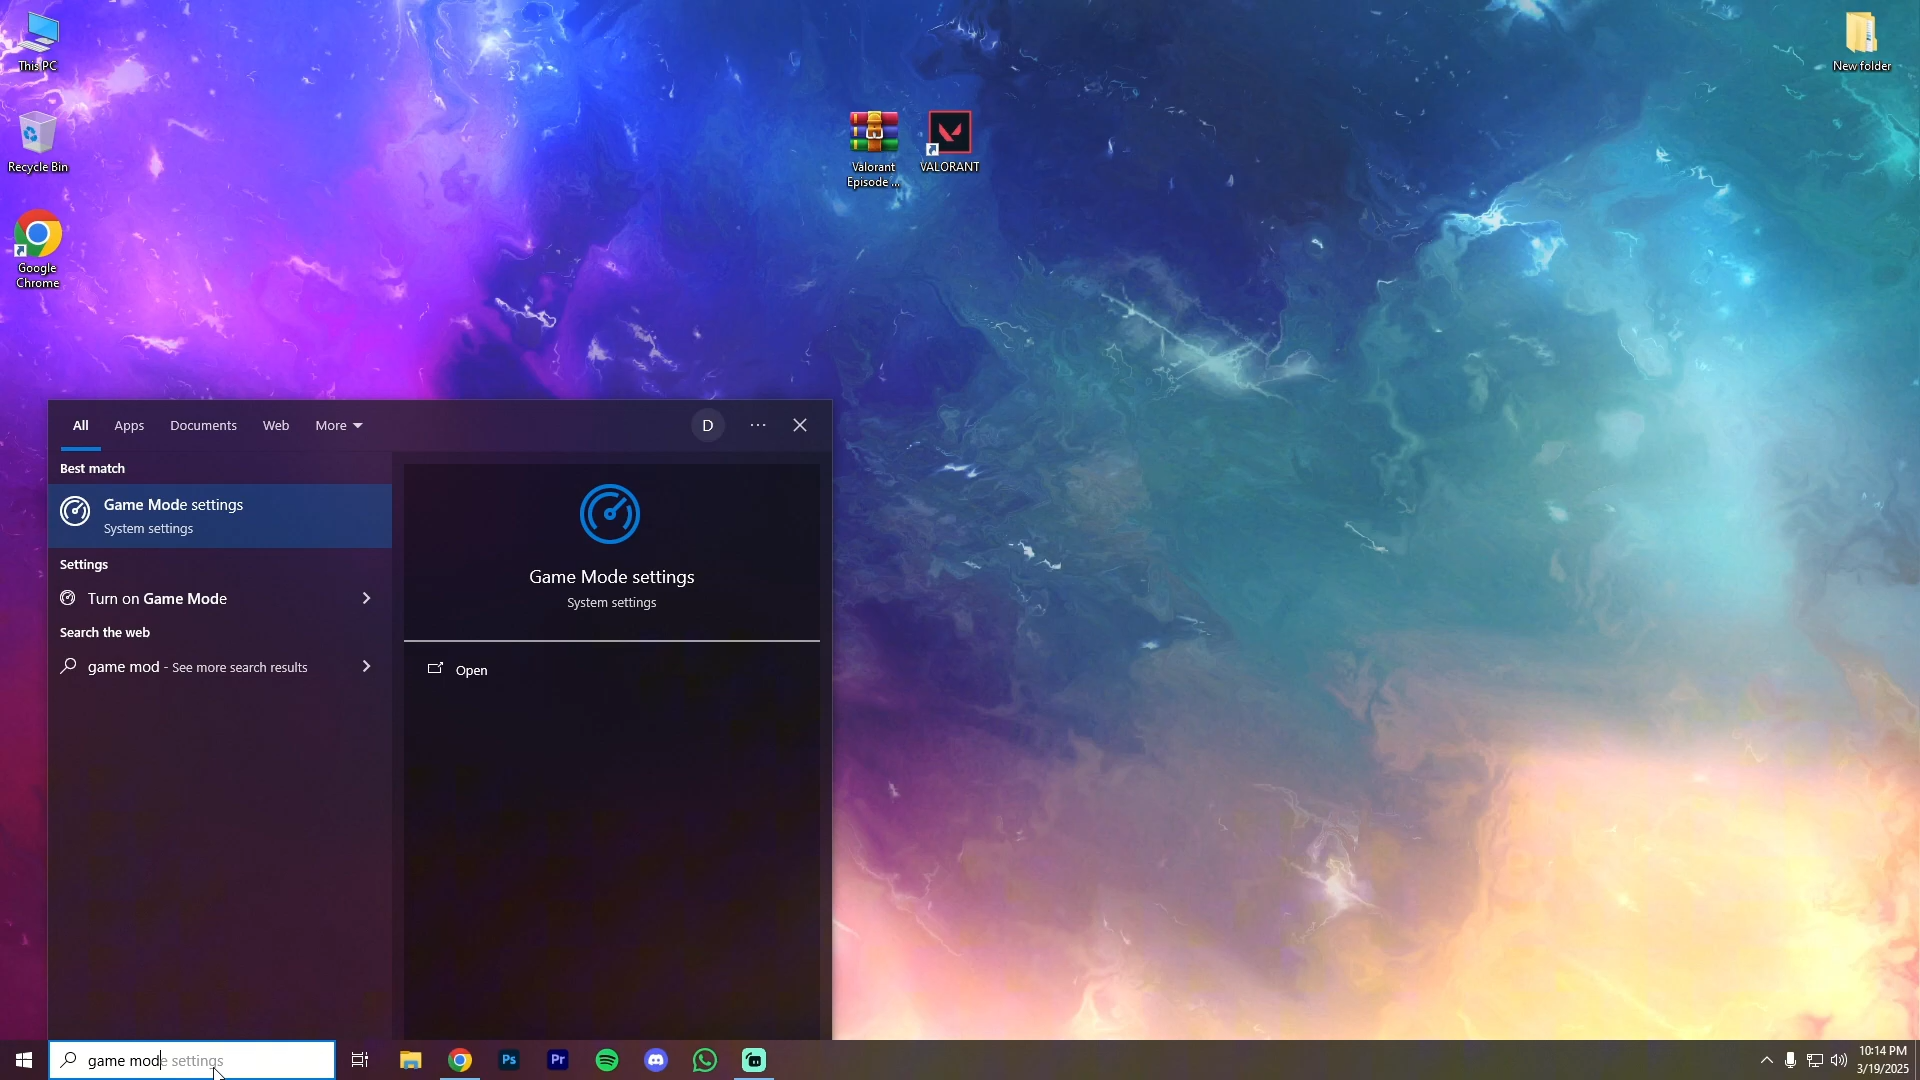 This PC
Recycle Bin
Google
Chrome
Valorant
Episode ...
VALORANT
New folder
All
Apps
Documents
Web
More
D
Best match
Game Mode settings
System settings
Settings
Turn on Game Mode
Search the web
game mod - See more search results
Game Mode settings
System settings
Open
game mode settings
Ps
Pr
10:14 PM
3/19/2025